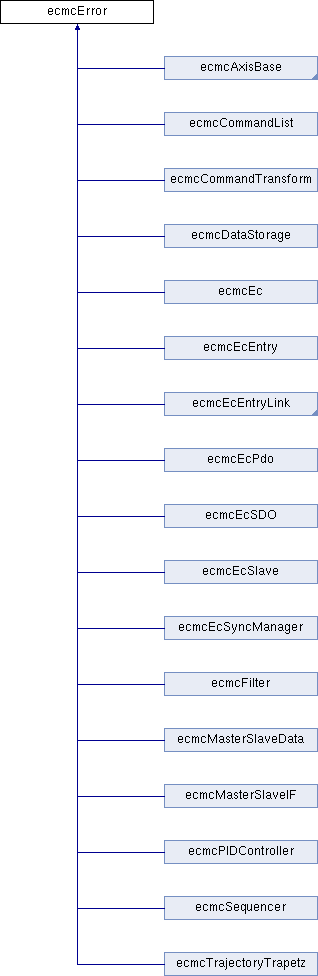 ecmcError
ecmcAxisBase
ecmcCommandList
ecmcCommandTransform
ecmcDataStorage
ecmcEc
ecmcEcEntry
ecmcEcEntryLink
ecmcEcPdo
ecmcEcSDO
ecmcEcSlave
ecmcEcSyncManager
ecmcFilter
ecmcMasterSlaveData
ecmcMasterSlaveIF
ecmcPIDController
ecmcSequencer
ecmcTrajectoryTrapetz